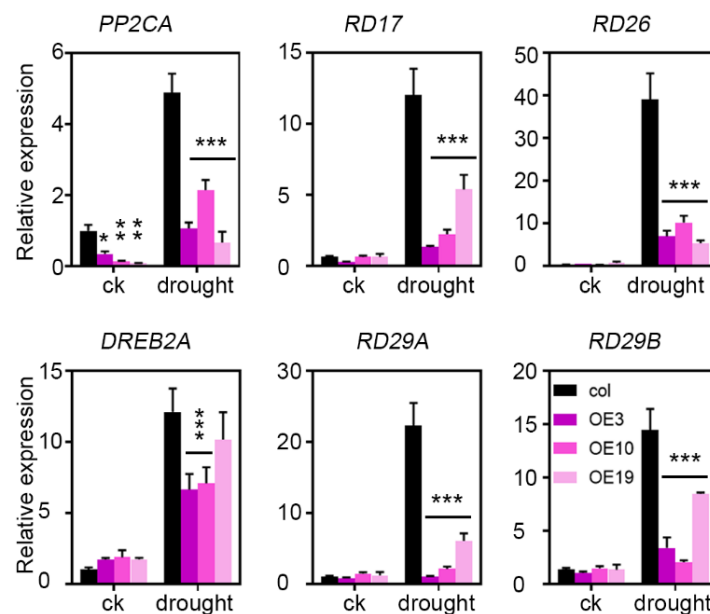 PP2CA
RD17
RD26
Relative expression
6
4
2
0
*
**
**
***
ck
drought
15
10
5
0
***
ck
drought
50
40
30
20
10
0
***
ck
drought
DREB2A
RD29A
RD29B
Relative expression
15
10
5
0
***
ck
drought
30
20
10
0
***
ck
drought
20
15
10
5
0
col
OE3
OE10
OE19
***
ck
drought